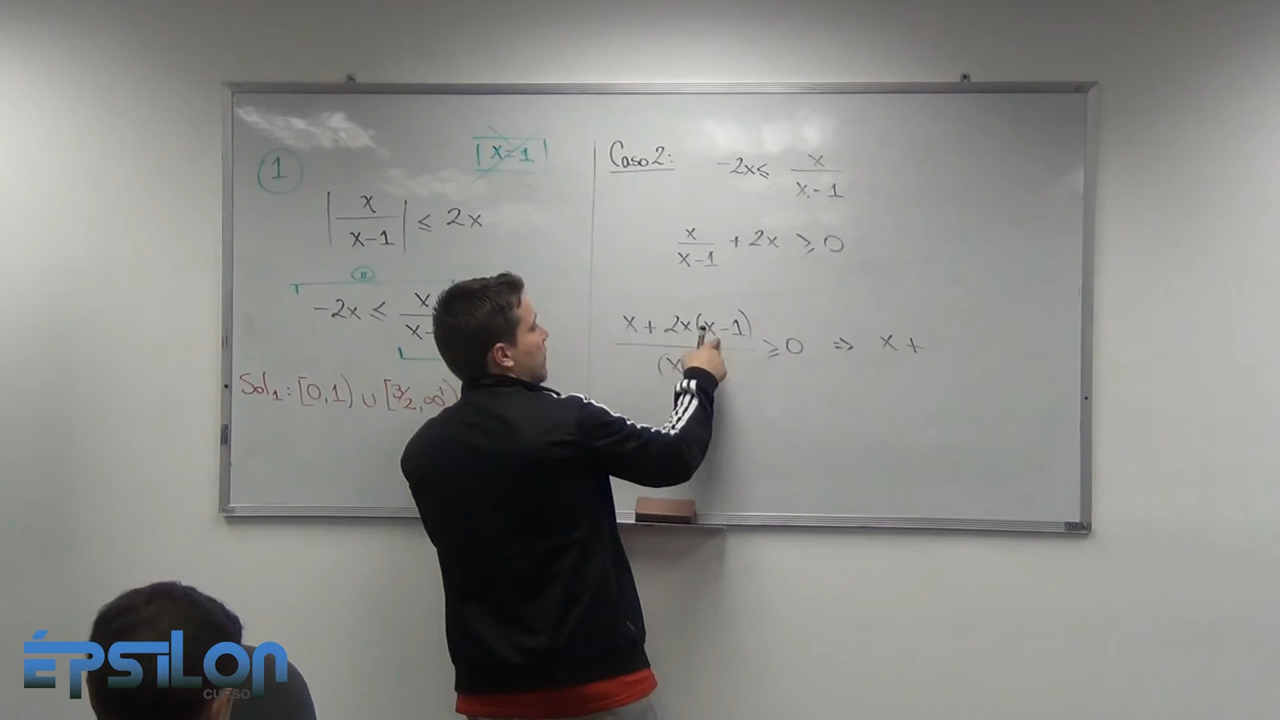 1
x=1
|x/(x-1)| ≤ 2x
II
-2x ≤ x
x-
Sol₁: [0,1) ∪ [3/2, ∞⁺)
Caso 2:
-2x ≤ x/(x-1)
x/(x-1) + 2x ≥ 0
x + 2x(x-1)
(x
≥ 0 ⇒ x +
ÉPSILON
CURSO